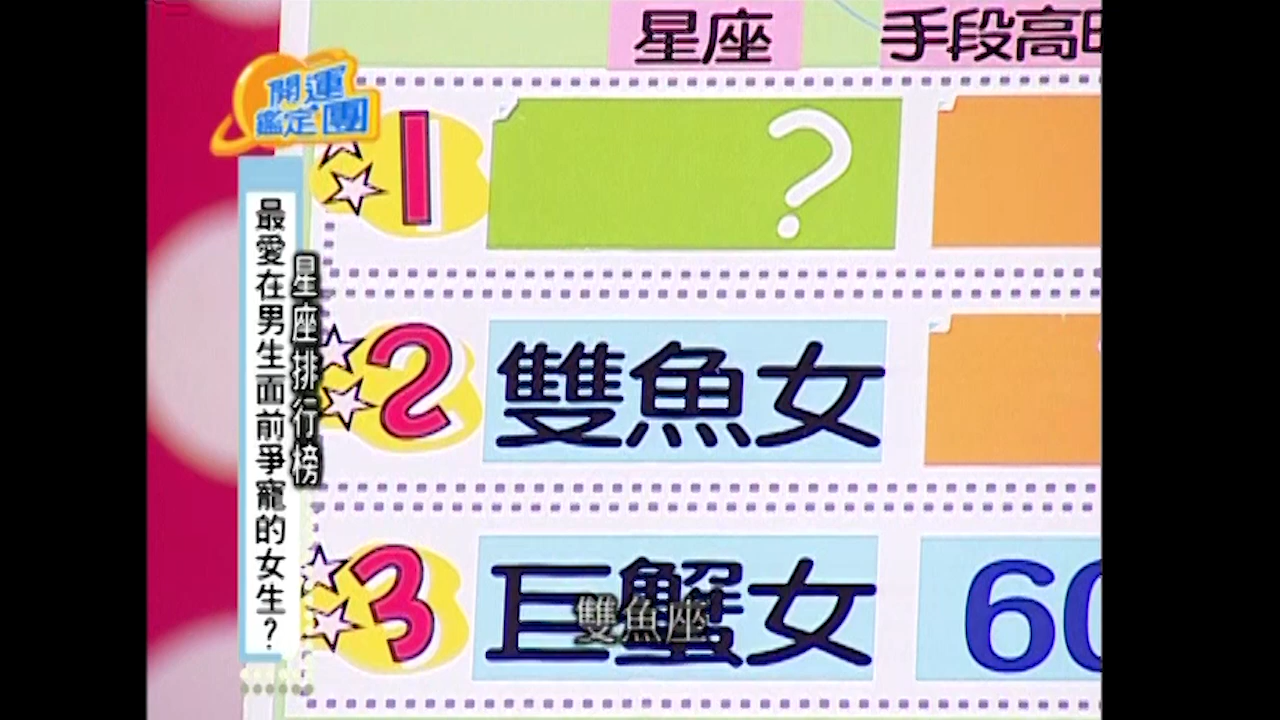 星座
手段高
開運
鑑定團
1
?
2
雙魚女
3
巨蟹女
60
星座排行榜
最愛在男生面前爭寵的女生?
雙魚座